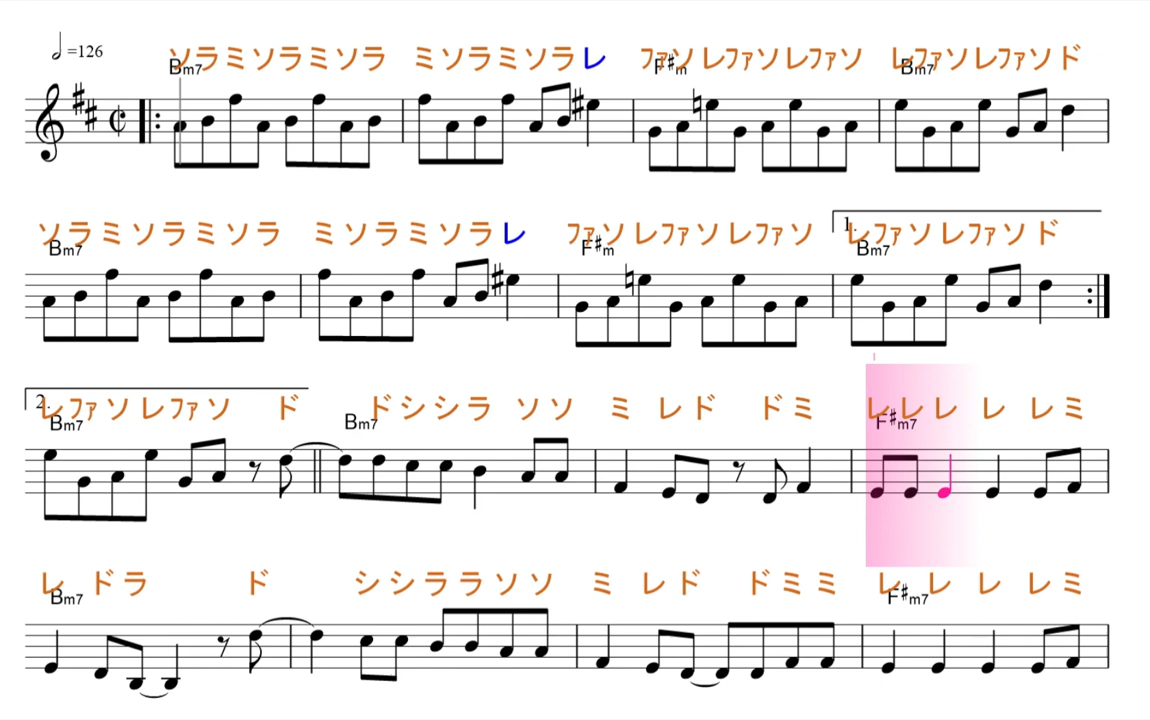 =126
ソラミソラミソラ ミソラミソラレ ファソレファソレファソ レファソレファソド
Bm7 F#m Bm7
ソラミソラミソラ ミソラミソラレ ファソレファソレファソ レファソレファソド
Bm7 F#m 1. Bm7
レファソレファソ ド ドシシラ ソソ ミ レド ドミ レレレ レ レミ
2. Bm7 Bm7 F#m7
レ ドラ ド シシララソソ ミ レド ドミミ レ レ レ レミ
Bm7 F#m7